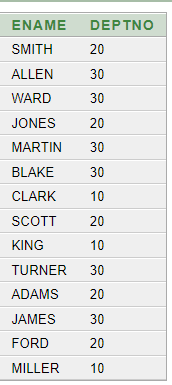 ENAME DEPTNO
SMITH 20
ALLEN 30
WARD 30
JONES 20
MARTIN 30
BLAKE 30
CLARK 10
SCOTT 20
KING 10
TURNER 30
ADAMS 20
JAMES 30
FORD 20
MILLER 10